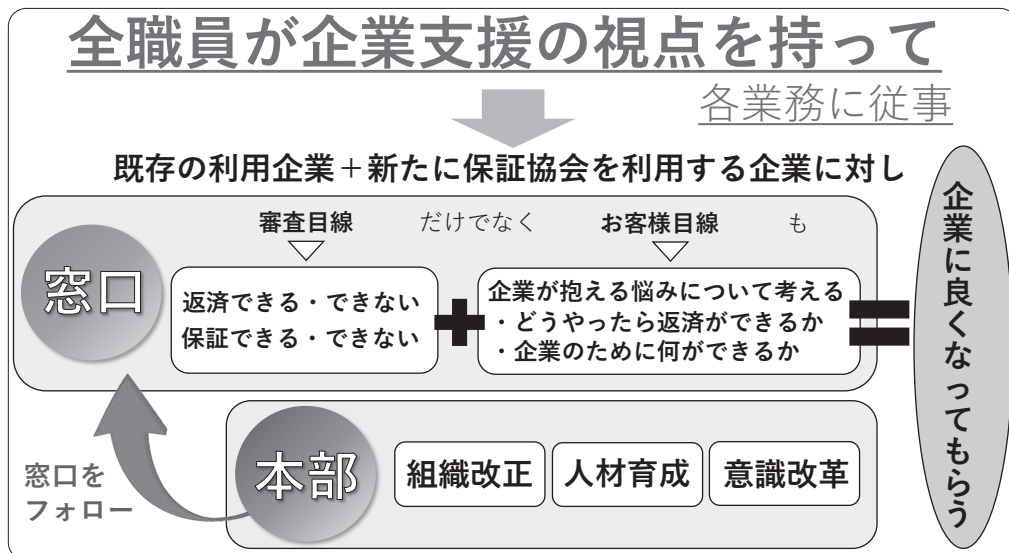 全職員が企業支援の視点を持って
各業務に従事
既存の利用企業＋新たに保証協会を利用する企業に対し
審査目線 だけでなく お客様目線 も
窓口
返済できる・できない
保証できる・できない
企業が抱える悩みについて考える
・どうやったら返済ができるか
・企業のために何ができるか
企業に良くなってもらう
窓口を
フォロー
本部
組織改正
人材育成
意識改革